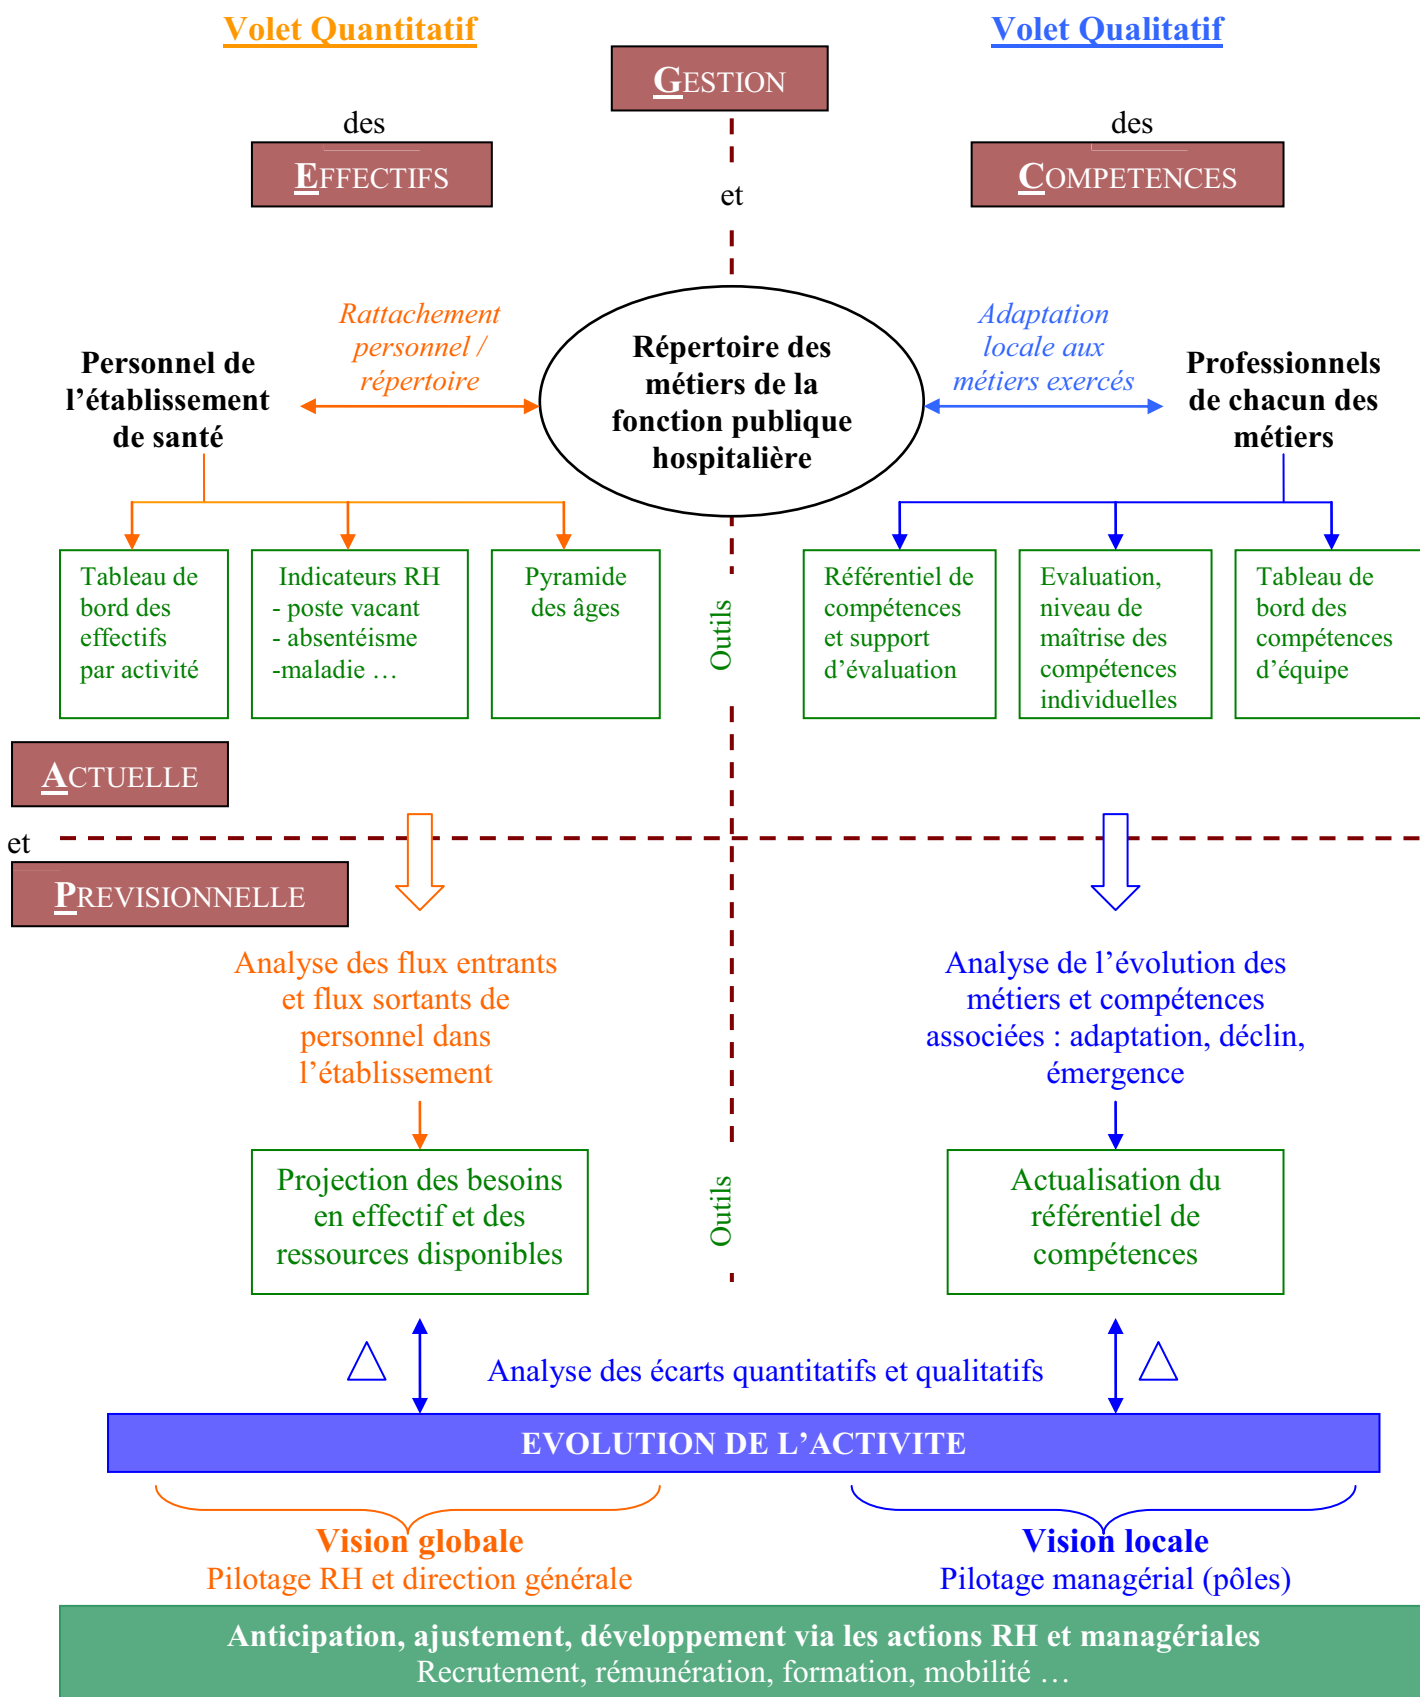 Volet Quantitatif
Volet Qualitatif
GESTION
des
des
EFFECTIFS
et
COMPETENCES
Rattachement
personnel /
répertoire
Adaptation
locale aux
métiers exercés
Personnel de
l’établissement
de santé
Répertoire des
métiers de la
fonction publique
hospitalière
Professionnels
de chacun des
métiers
Tableau de
bord des
effectifs
par activité
Indicateurs RH
- poste vacant
- absentéisme
-maladie …
Pyramide
des âges
Outils
Référentiel de
compétences
et support
d’évaluation
Evaluation,
niveau de
maîtrise des
compétences
individuelles
Tableau de
bord des
compétences
d’équipe
ACTUELLE
et
PREVISIONNELLE
Analyse des flux entrants
et flux sortants de
personnel dans
l’établissement
Analyse de l’évolution des
métiers et compétences
associées : adaptation, déclin,
émergence
Projection des besoins
en effectif et des
ressources disponibles
Outils
Actualisation du
référentiel de
compétences
Analyse des écarts quantitatifs et qualitatifs
EVOLUTION DE L’ACTIVITE
Vision globale
Pilotage RH et direction générale
Vision locale
Pilotage managérial (pôles)
Anticipation, ajustement, développement via les actions RH et managériales
Recrutement, rémunération, formation, mobilité …